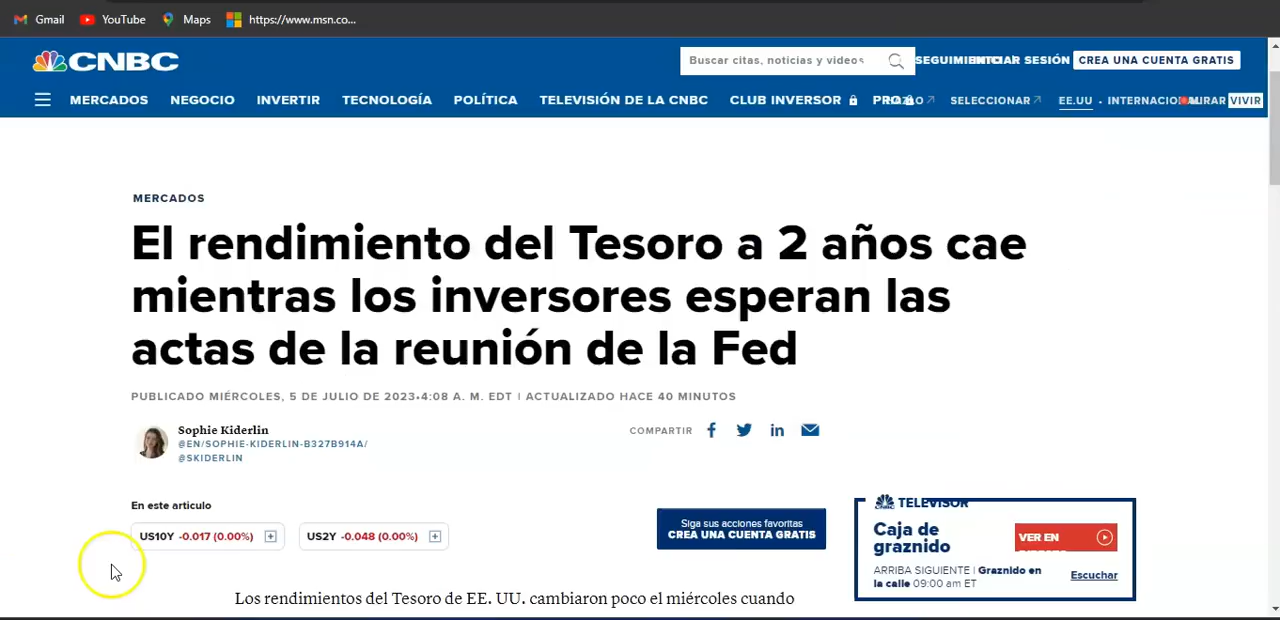 Gmail YouTube Maps https://www.msn.co...
CNBC
Buscar citas, noticias y videos
CREA UNA CUENTA GRATIS
MERCADOS NEGOCIO INVERTIR TECNOLOGÍA POLÍTICA TELEVISIÓN DE LA CNBC CLUB INVERSOR PRO SELECCIONAR EE.UU MIRAR VIVIR
MERCADOS
El rendimiento del Tesoro a 2 años cae
mientras los inversores esperan las
actas de la reunión de la Fed
PUBLICADO MIÉRCOLES, 5 DE JULIO DE 2023•4:08 A. M. EDT | ACTUALIZADO HACE 40 MINUTOS
Sophie Kiderlin
@EN/SOPHIE-KIDERLIN-B327B914A/
@SKIDERLIN
COMPARTIR
En este articulo
US10Y -0.017 (0.00%) US2Y -0.048 (0.00%)
Siga sus acciones favoritas
CREA UNA CUENTA GRATIS
TELEVISOR
Caja de
graznido
VER EN
ARRIBA SIGUIENTE | Graznido en
la calle 09:00 am ET
Escuchar
Los rendimientos del Tesoro de EE. UU. cambiaron poco el miércoles cuando